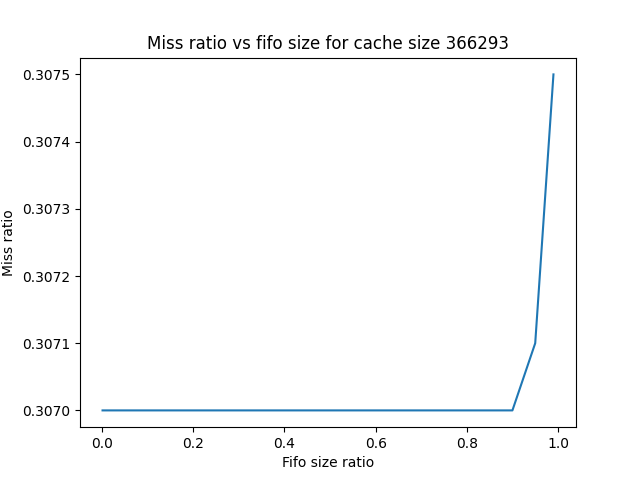 Miss ratio vs fifo size for cache size 366293
0.3075
0.3074
0.3073
0.3072
0.3071
0.3070
Miss ratio
0.0 0.2 0.4 0.6 0.8 1.0
Fifo size ratio